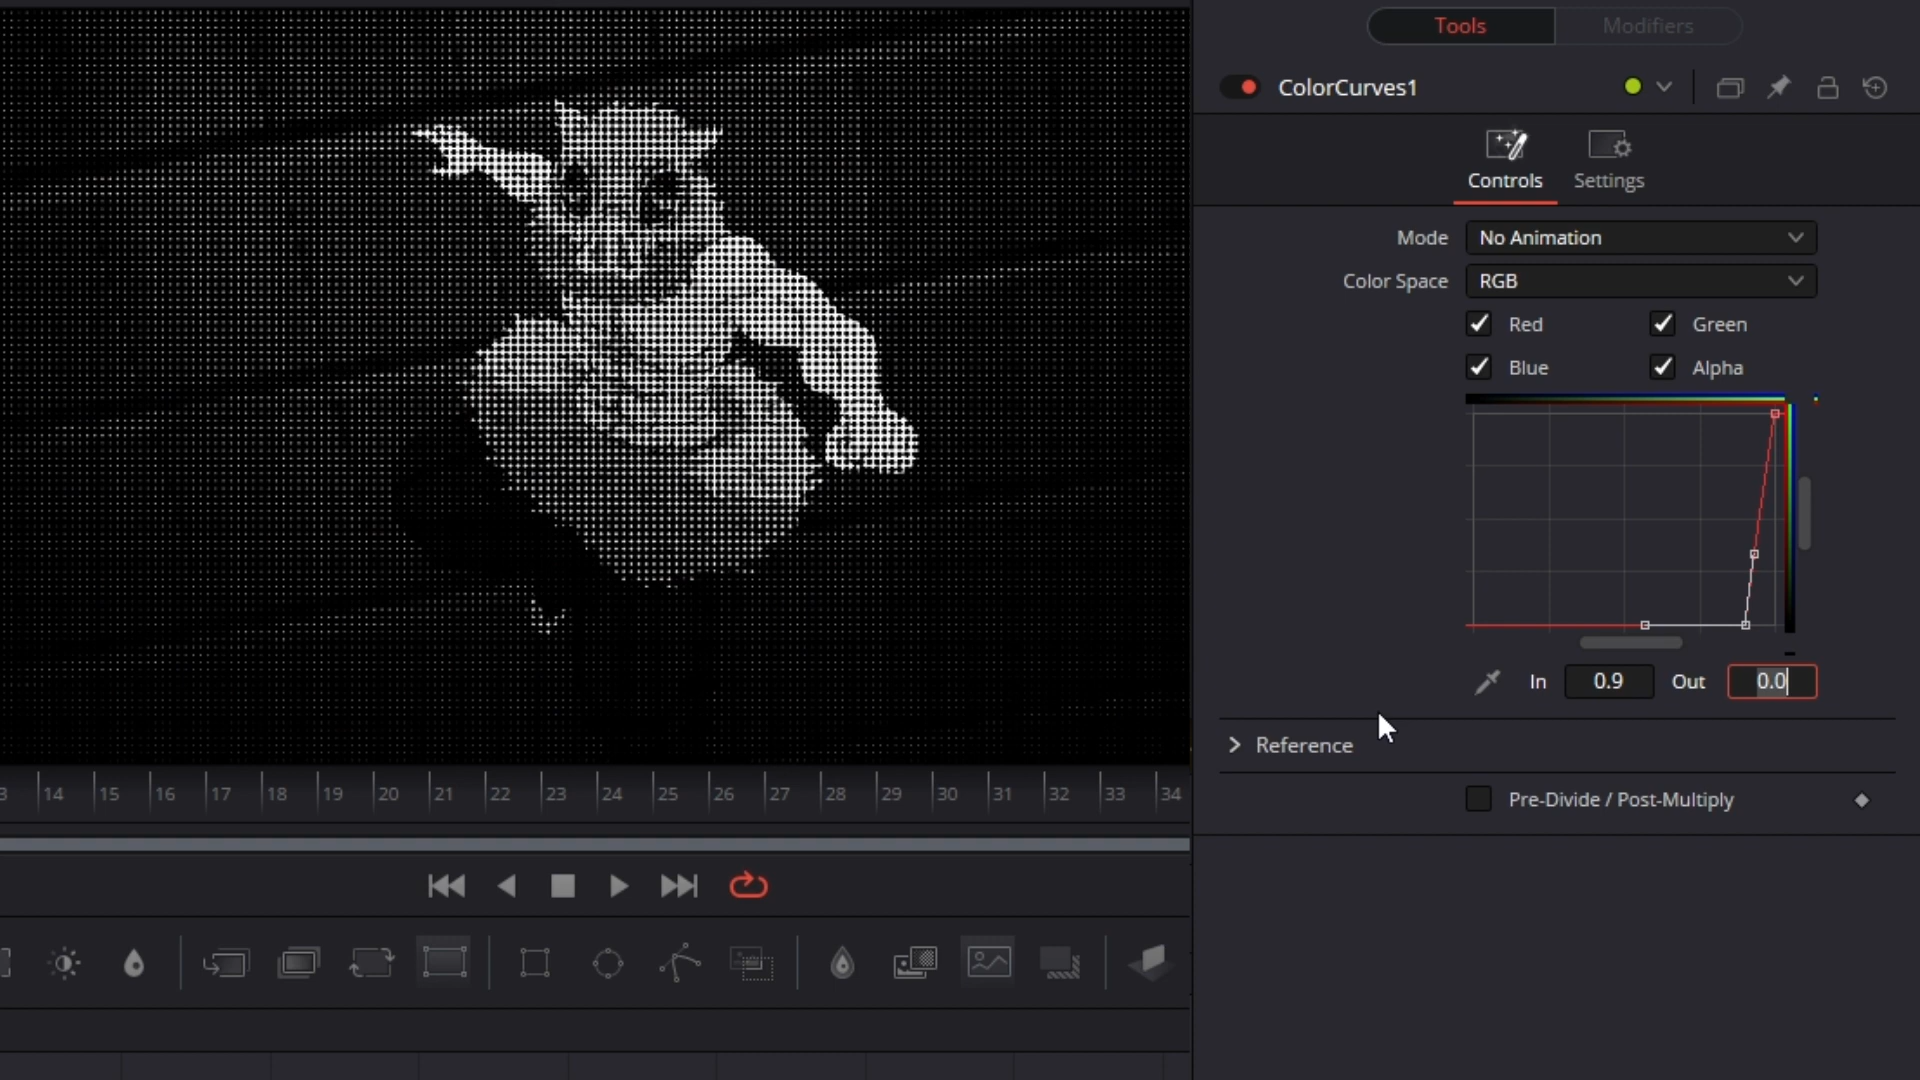 Tools Modifiers
ColorCurves1
Controls Settings
Mode No Animation
Color Space RGB
Red Green
Blue Alpha
In 0.9 Out 0.0
Reference
Pre-Divide / Post-Multiply
3 14 15 16 17 18 19 20 21 22 23 24 25 26 27 28 29 30 31 32 33 34